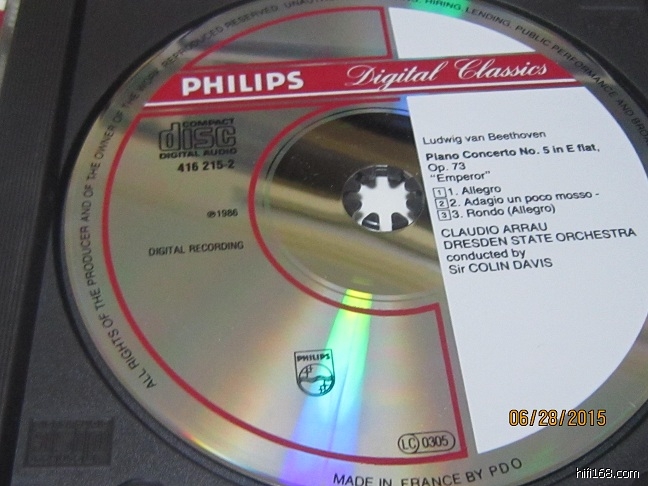 ALL RIGHTS OF THE PRODUCER AND OF THE OWNER OF THE WORK REPRODUCED RESERVED. UNAUTHO
HIRING. LENDING. PUBLIC PERFORMANCE AND BROA
PHILIPS Digital Classics
COMPACT
disc
DIGITAL AUDIO
416 215-2
℗1986
DIGITAL RECORDING
Ludwig van Beethoven
Piano Concerto No. 5 in E flat,
Op. 73
"Emperor"
1 1. Allegro
2 2. Adagio un poco mosso -
3 3. Rondo (Allegro)
CLAUDIO ARRAU
DRESDEN STATE ORCHESTRA
conducted by
Sir COLIN DAVIS
PHILIPS
LC 0305
MADE IN FRANCE BY PDO
06/28/2015
hifi168.com